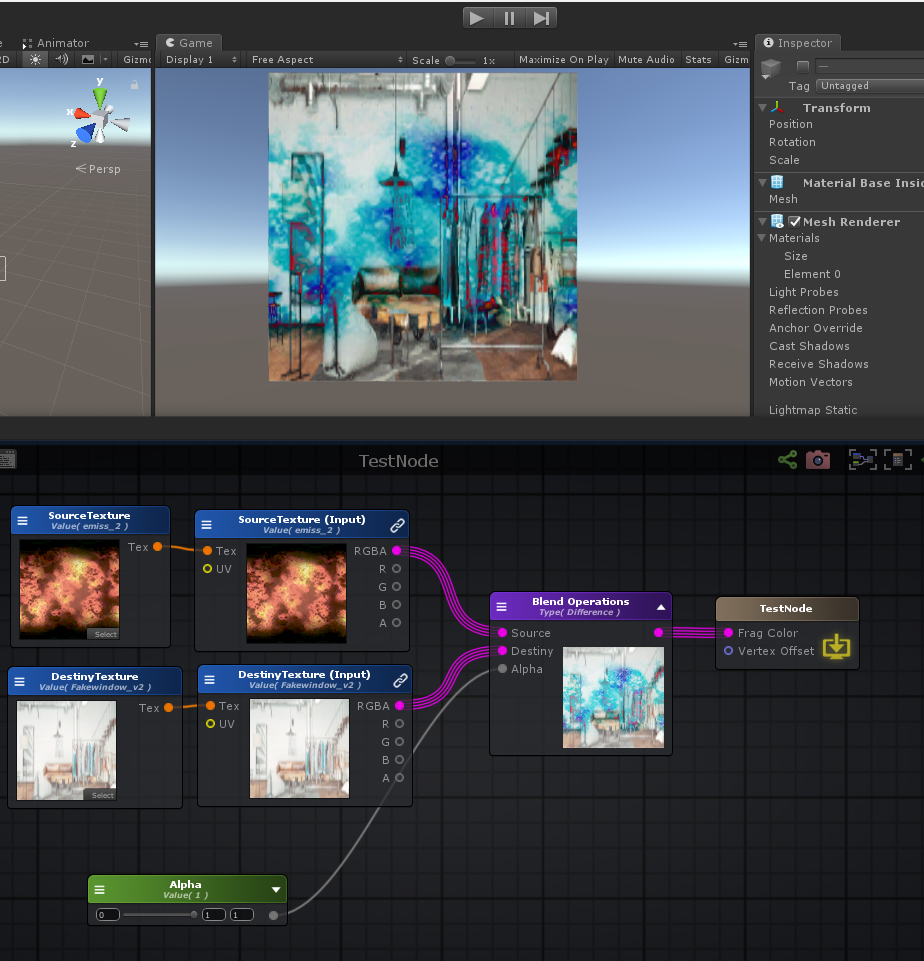 Animator
Game
Inspector
2D
Gizmo
Display 1
Free Aspect
Scale
1x
Maximize On Play
Mute Audio
Stats
Gizm
—
Tag
Untagged
y
x
z
Persp
Transform
Position
Rotation
Scale
Material Base Insid
Mesh
Mesh Renderer
Materials
Size
Element 0
Light Probes
Reflection Probes
Anchor Override
Cast Shadows
Receive Shadows
Motion Vectors
Lightmap Static
TestNode
SourceTexture
Value( emiss_2 )
Tex
Select
SourceTexture (Input)
Value( emiss_2 )
Tex
UV
RGBA
R
G
B
A
DestinyTexture
Value( Fakewindow_v2 )
Tex
Select
DestinyTexture (Input)
Value( Fakewindow_v2 )
Tex
UV
RGBA
R
G
B
A
Blend Operations
Type( Difference )
Source
Destiny
Alpha
TestNode
Frag Color
Vertex Offset
Alpha
Value( 1 )
0
1
1